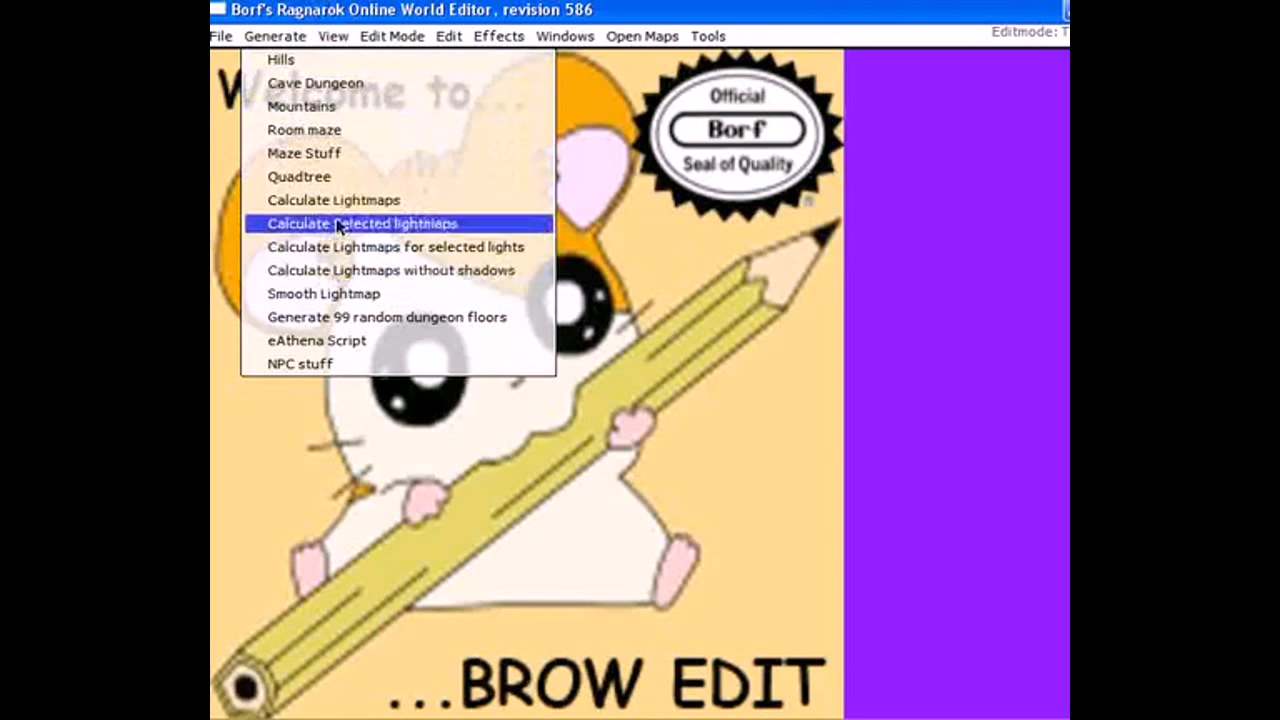 Borf's Ragnarok Online World Editor, revision 586
File Generate View Edit Mode Edit Effects Windows Open Maps Tools
Editmode: T
Welcome to...
Hills
Cave Dungeon
Mountains
Room maze
Maze Stuff
Quadtree
Calculate Lightmaps
Calculate Selected lightmaps
Calculate Lightmaps for selected lights
Calculate Lightmaps without shadows
Smooth Lightmap
Generate 99 random dungeon floors
eAthena Script
NPC stuff
Official
Borf
Seal of Quality
®
...BROW EDIT